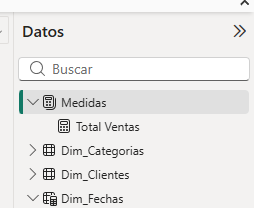 Datos
Buscar
Medidas
Total Ventas
Dim_Categorias
Dim_Clientes
Dim_Fechas